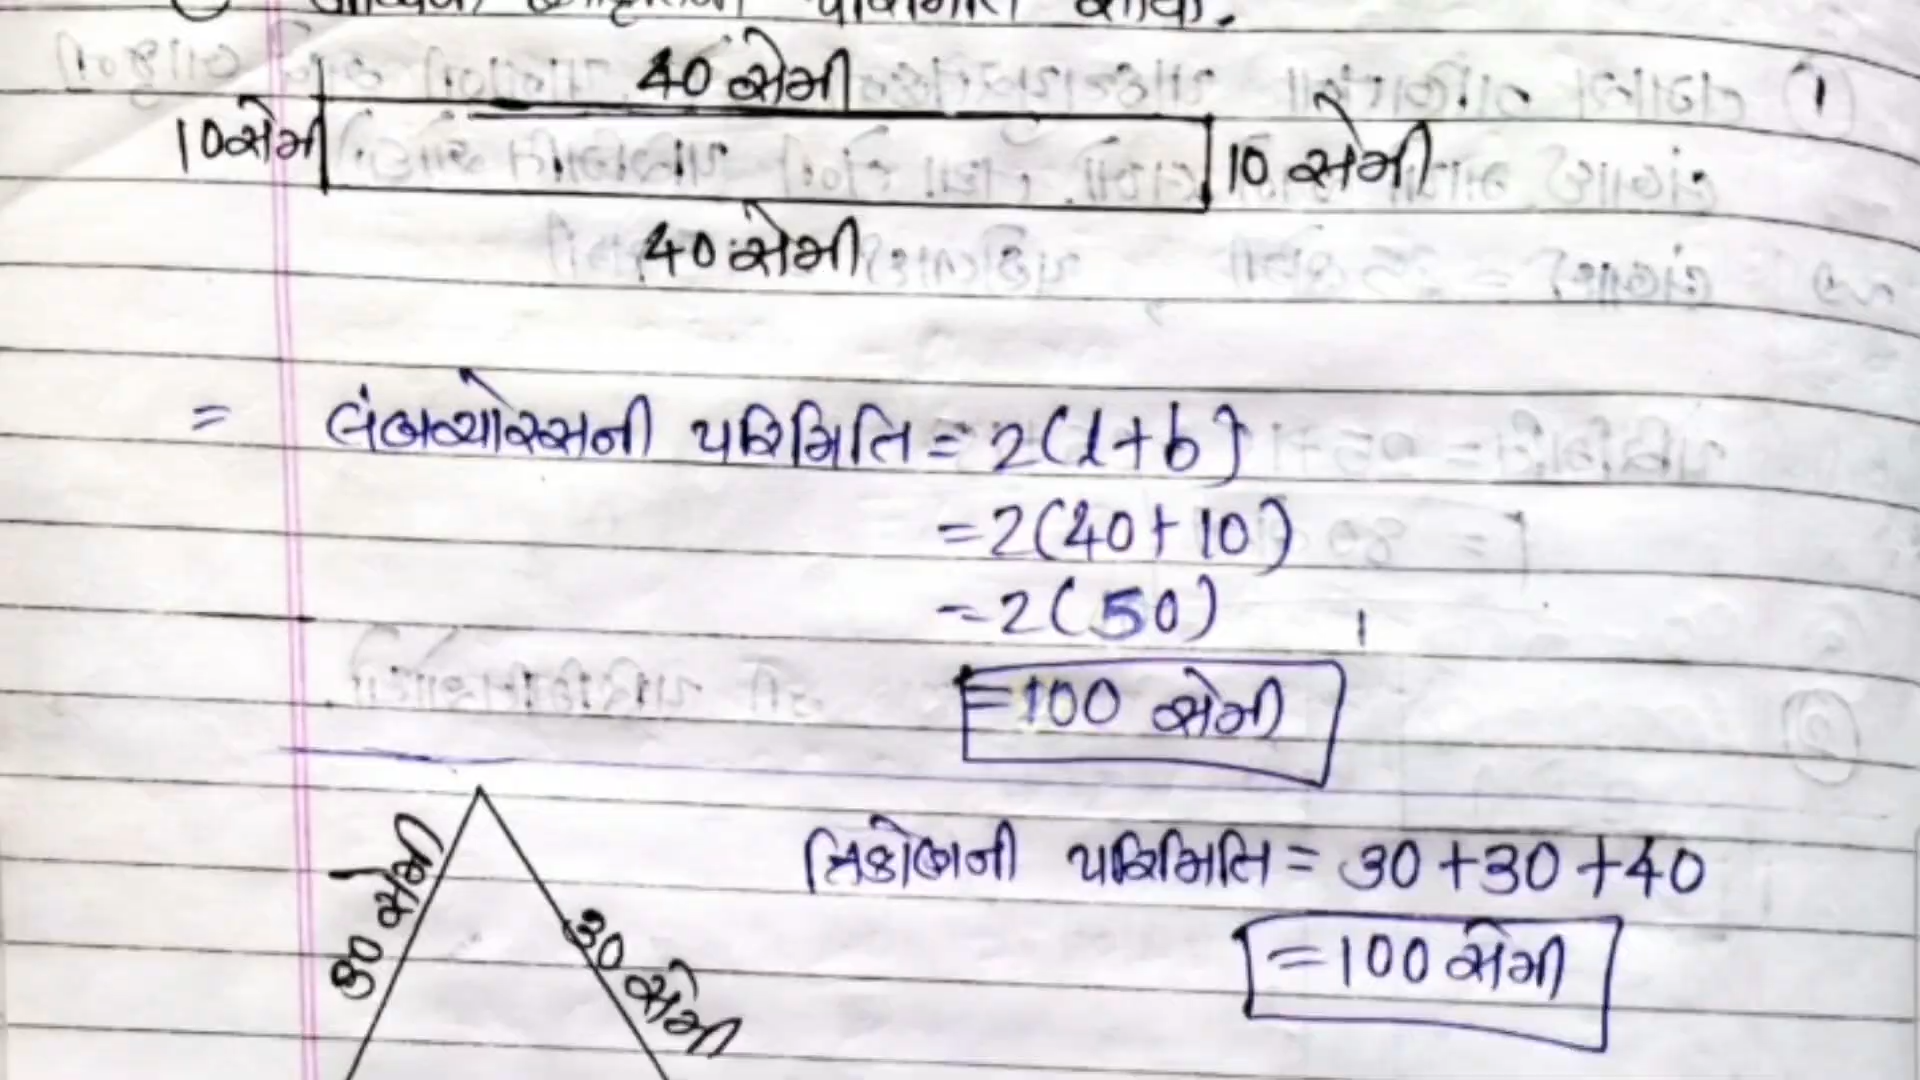 40 સેમી
10 સેમી
10 સેમી
40 સેમી
= લંબચોરસની પરિમિતિ = 2(l+b)
= 2(40+10)
= 2(50)
= 100 સેમી
ત્રિકોણની પરિમિતિ = 30+30+40
= 100 સેમી
30 સેમી
30 સેમી